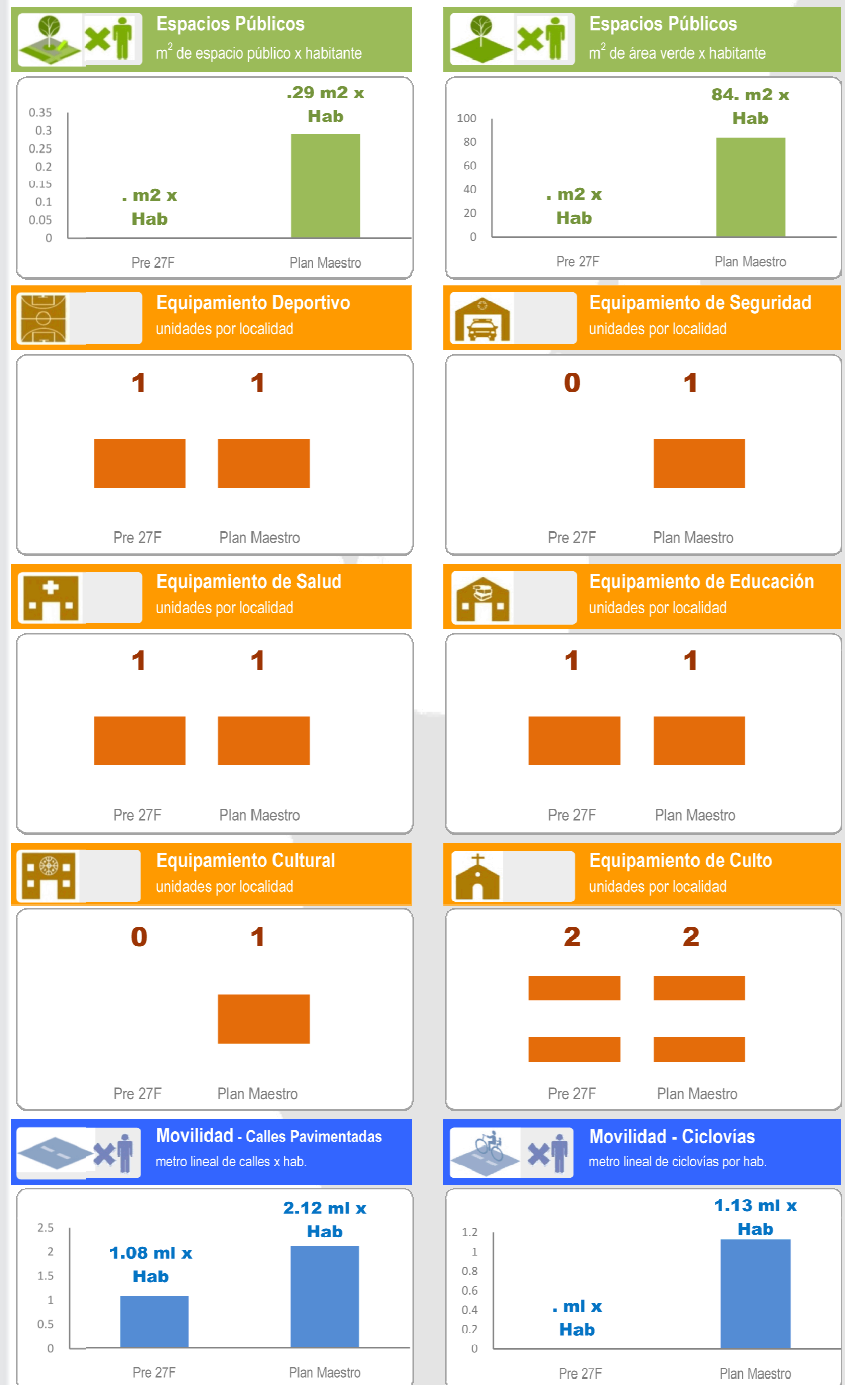 Espacios Públicos
m2 de espacio público x habitante
.29 m2 x
Hab
0.35
0.3
0.25
0.2
0.15
0.1
0.05
0
. m2 x
Hab
Pre 27F
Plan Maestro
Espacios Públicos
m2 de área verde x habitante
84. m2 x
Hab
100
80
60
40
20
0
. m2 x
Hab
Pre 27F
Plan Maestro
Equipamiento Deportivo
unidades por localidad
1 1
Pre 27F Plan Maestro
Equipamiento de Seguridad
unidades por localidad
0 1
Pre 27F Plan Maestro
Equipamiento de Salud
unidades por localidad
1 1
Pre 27F Plan Maestro
Equipamiento de Educación
unidades por localidad
1 1
Pre 27F Plan Maestro
Equipamiento Cultural
unidades por localidad
0 1
Pre 27F Plan Maestro
Equipamiento de Culto
unidades por localidad
2 2
Pre 27F Plan Maestro
Movilidad - Calles Pavimentadas
metro lineal de calles x hab.
2.12 ml x
Hab
1.08 ml x
Hab
2.5
2
1.5
1
0.5
0
Pre 27F Plan Maestro
Movilidad - Ciclovías
metro lineal de ciclovías por hab.
1.13 ml x
Hab
1.2
1
0.8
0.6
0.4
0.2
0
. ml x
Hab
Pre 27F Plan Maestro